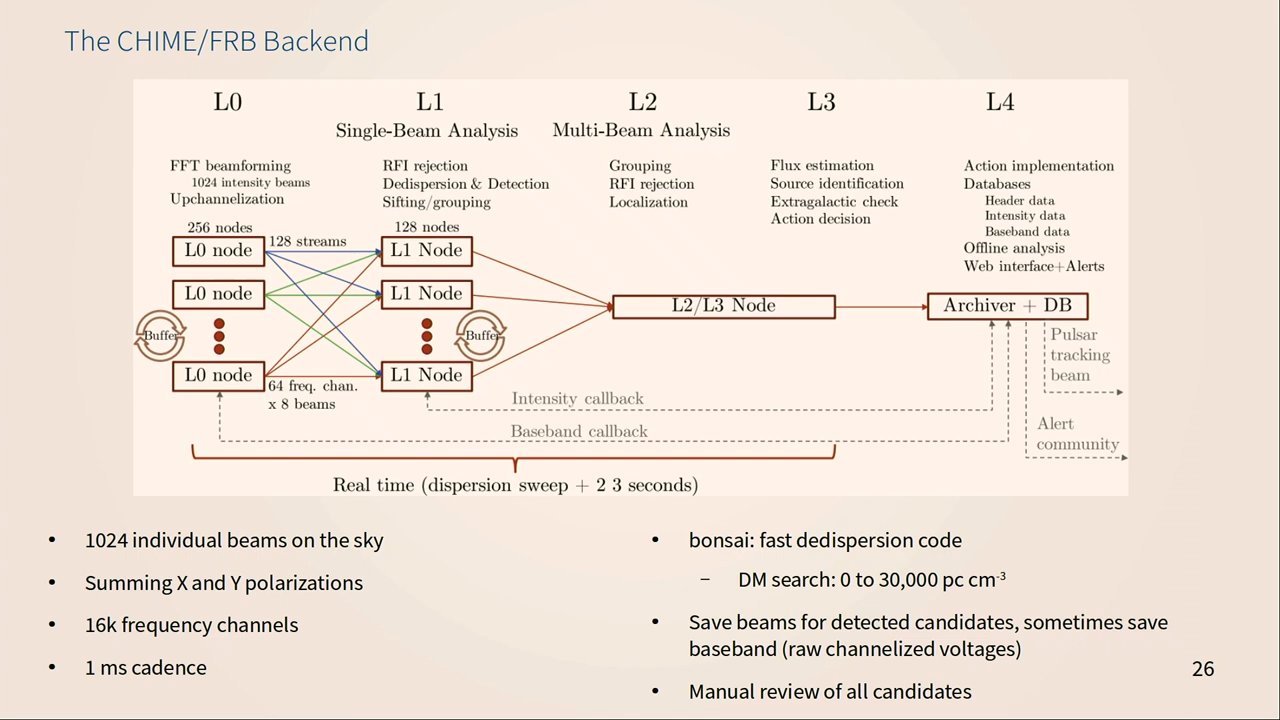 The CHIME/FRB Backend
L0
L1
L2
L3
L4
Single-Beam Analysis
Multi-Beam Analysis
FFT beamforming
1024 intensity beams
Upchannelization
RFI rejection
Dedispersion & Detection
Sifting/grouping
Grouping
RFI rejection
Localization
Flux estimation
Source identification
Extragalactic check
Action decision
Action implementation
Databases
Header data
Intensity data
Baseband data
Offline analysis
Web interface+Alerts
256 nodes
128 streams
128 nodes
L0 node
L1 Node
L0 node
L1 Node
L2/L3 Node
Archiver + DB
Buffer
Buffer
L0 node
L1 Node
64 freq. chan.
x 8 beams
Pulsar
tracking
beam
Intensity callback
Baseband callback
Alert
community
Real time (dispersion sweep + 2 3 seconds)
• 1024 individual beams on the sky
• Summing X and Y polarizations
• 16k frequency channels
• 1 ms cadence
• bonsai: fast dedispersion code
– DM search: 0 to 30,000 pc cm⁻³
• Save beams for detected candidates, sometimes save
baseband (raw channelized voltages)
• Manual review of all candidates
26